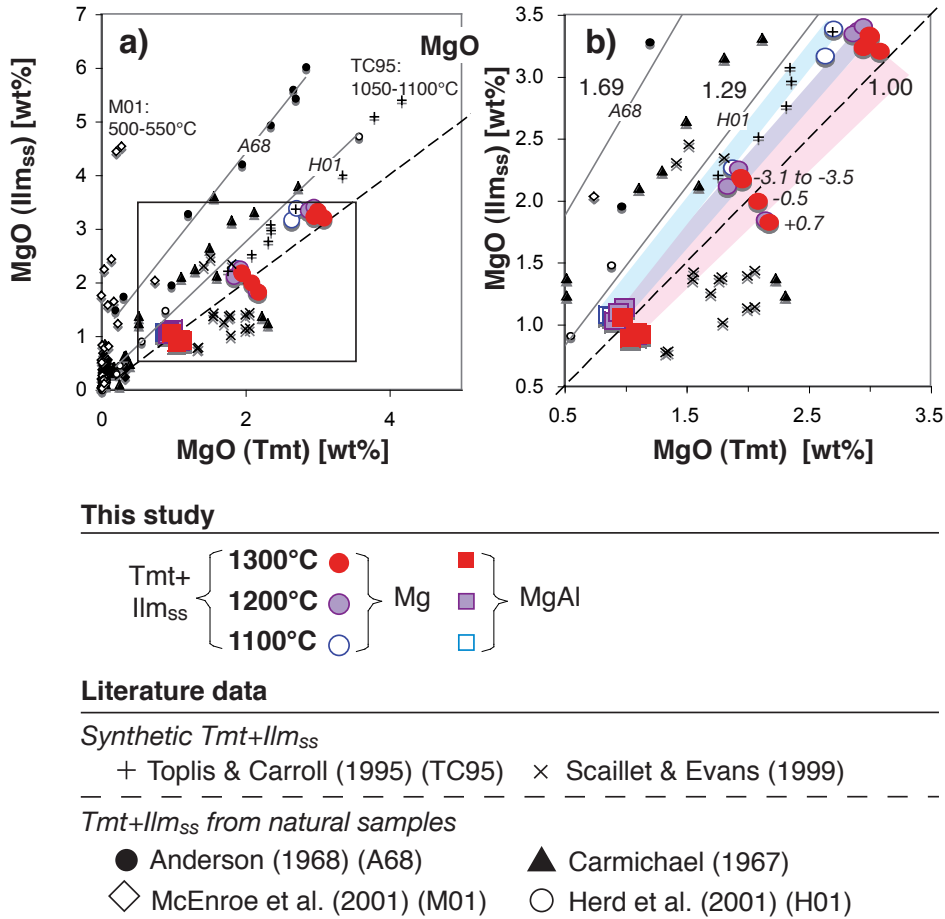 a)
MgO
b)
MgO (Ilmss) [wt%]
7
6
5
4
3
2
1
0
0
2
4
MgO (Tmt) [wt%]
M01:
500-550°C
A68
TC95:
1050-1100°C
H01
MgO (Ilmss) [wt%]
3.5
3.0
2.5
2.0
1.5
1.0
0.5
0.5
1.5
2.5
3.5
MgO (Tmt) [wt%]
1.69
A68
1.29
H01
1.00
-3.1 to -3.5
-0.5
+0.7
This study
Tmt+
Ilmss
1300°C
1200°C
1100°C
Mg
MgAl
Literature data
Synthetic Tmt+Ilmss
+ Toplis & Carroll (1995) (TC95) × Scaillet & Evans (1999)
Tmt+Ilmss from natural samples
Anderson (1968) (A68) Carmichael (1967)
McEnroe et al. (2001) (M01) Herd et al. (2001) (H01)